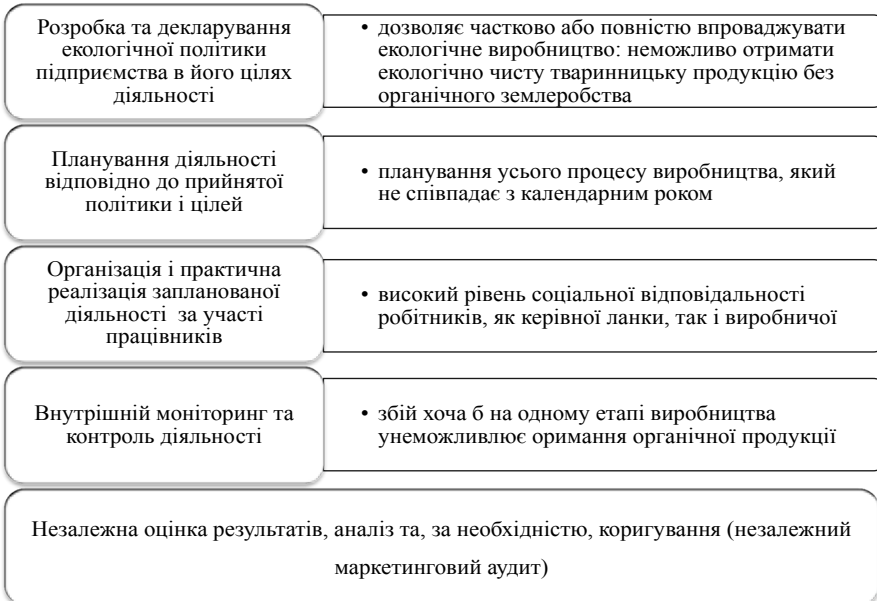 Розробка та декларування
екологічної політики
підприємства в його цілях
діяльності
• дозволяє частково або повністю впроваджувати
екологічне виробництво: неможливо отримати
екологічно чисту тваринницьку продукцію без
органічного землеробства
Планування діяльності
відповідно до прийнятої
політики і цілей
• планування усього процесу виробництва, який
не співпадає з календарним роком
Організація і практична
реалізація запланованої
діяльності за участі
працівників
• високий рівень соціальної відповідальності
робітників, як керівної ланки, так і виробничої
Внутрішній моніторинг та
контроль діяльності
• збій хоча б на одному етапі виробництва
унеможливлює оримання органічної продукції
Незалежна оцінка результатів, аналіз та, за необхідністю, коригування (незалежний
маркетинговий аудит)